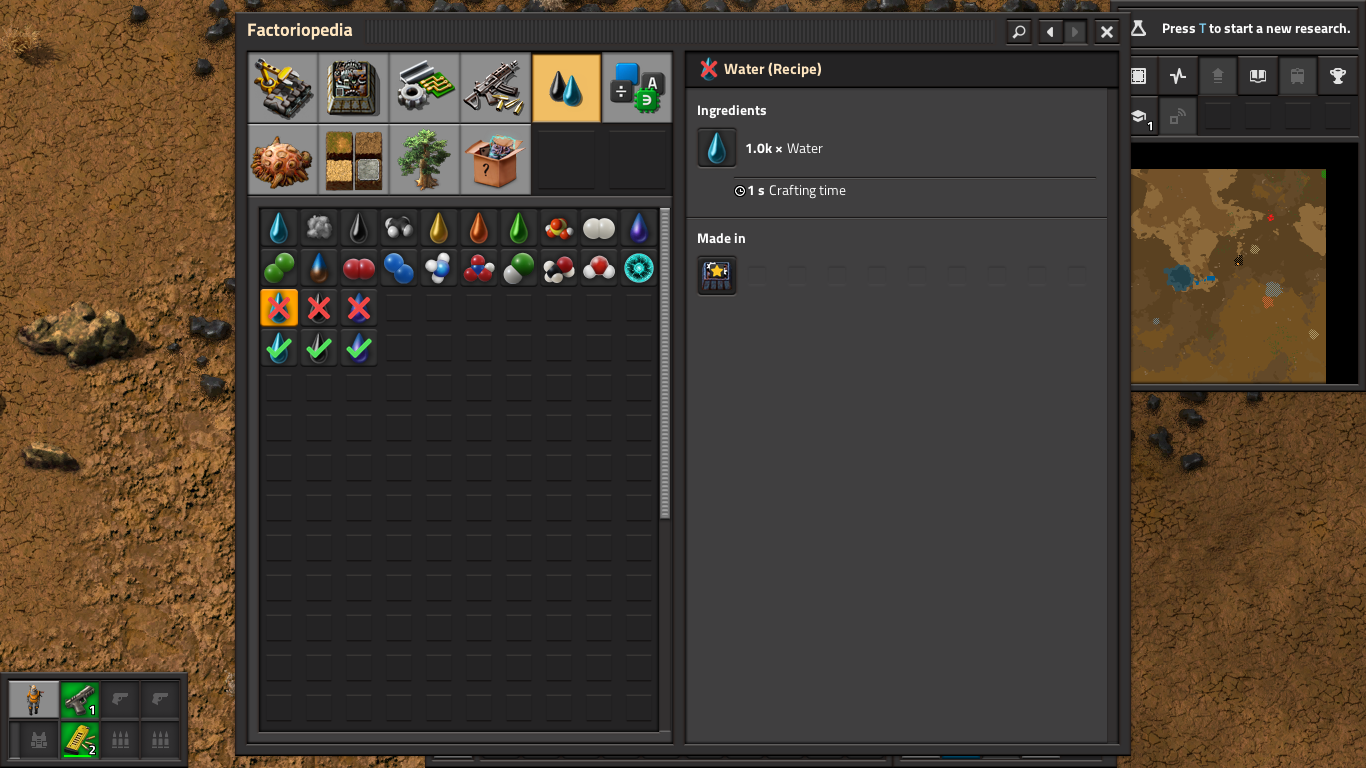 Factoriopedia
Press T to start a new research.
Water (Recipe)
Ingredients
1.0k × Water
1 s Crafting time
Made in
A
÷
?
1
1
2